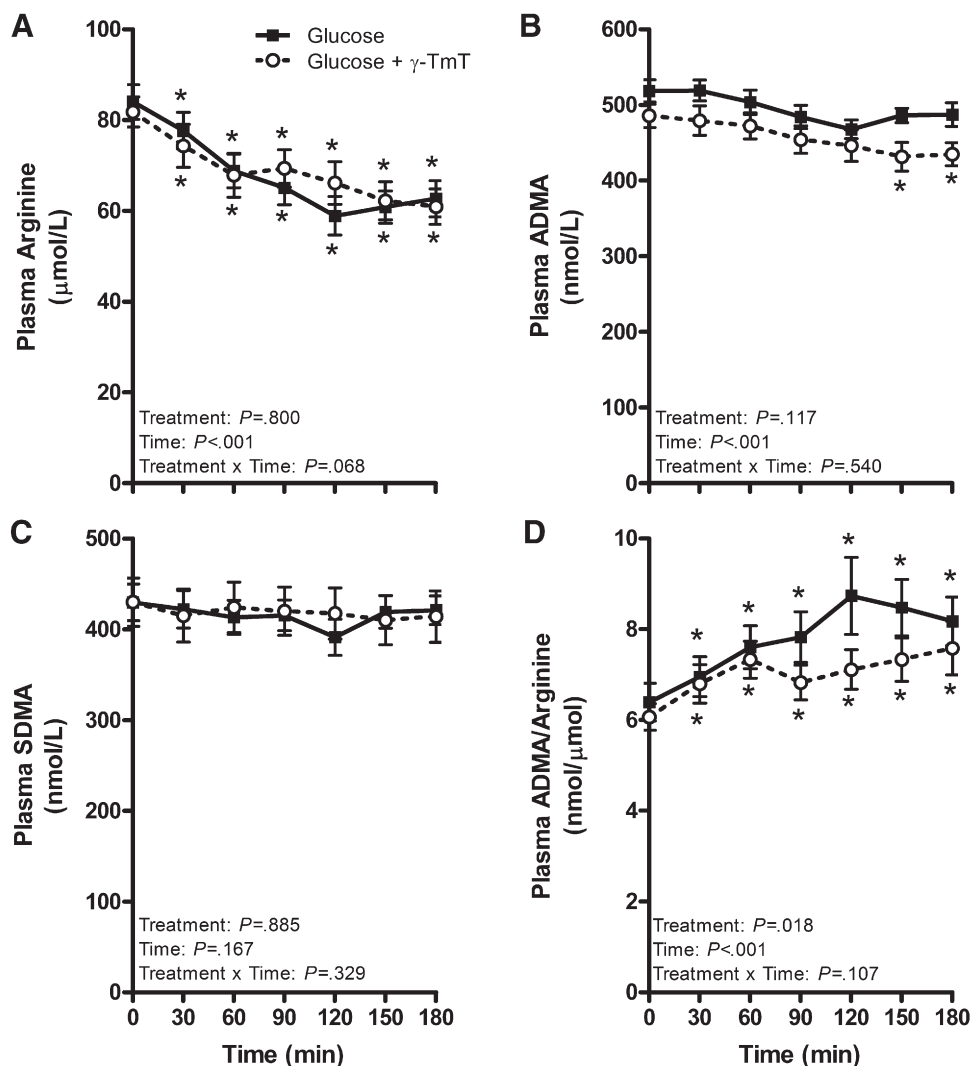 A
100
80
60
40
20
0
Plasma Arginine
(μmol/L)
Glucose
Glucose + γ-TmT
* * * * * *
* * * * * *
Treatment: P=.800
Time: P<.001
Treatment x Time: P=.068
B
600
500
400
300
200
100
0
Plasma ADMA
(nmol/L)
* *
Treatment: P=.117
Time: P<.001
Treatment x Time: P=.540
C
500
400
300
200
100
0
Plasma SDMA
(nmol/L)
Treatment: P=.885
Time: P=.167
Treatment x Time: P=.329
0 30 60 90 120 150 180
Time (min)
D
10
8
6
4
2
0
Plasma ADMA/Arginine
(nmol/μmol)
* * * * * *
* * * * * *
Treatment: P=.018
Time: P<.001
Treatment x Time: P=.107
0 30 60 90 120 150 180
Time (min)